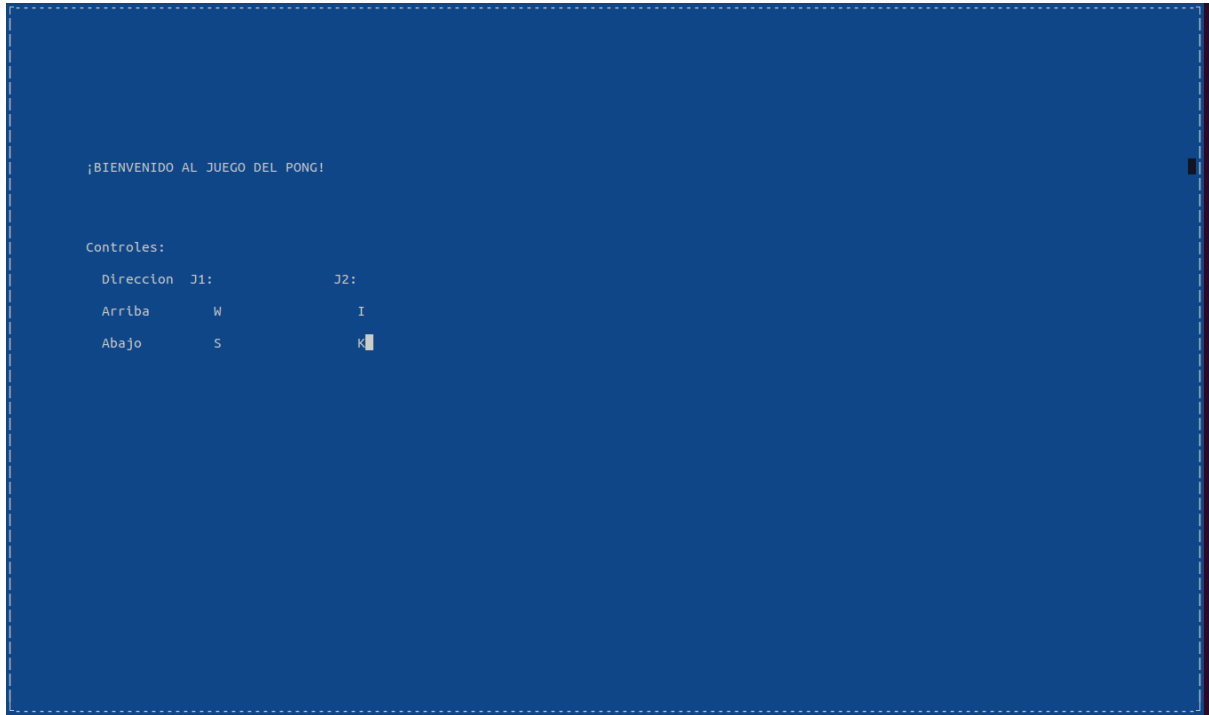 ¡BIENVENIDO AL JUEGO DEL PONG!
Controles:
Direccion J1: J2:
Arriba W I
Abajo S K